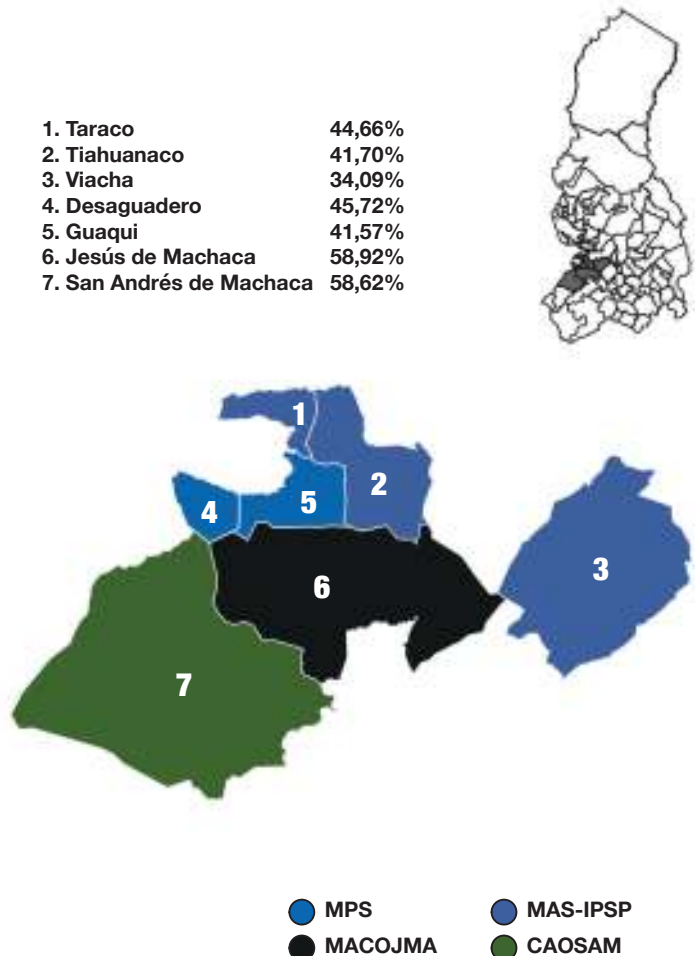 1. Taraco 44,66%
2. Tiahuanaco 41,70%
3. Viacha 34,09%
4. Desaguadero 45,72%
5. Guaqui 41,57%
6. Jesús de Machaca 58,92%
7. San Andrés de Machaca 58,62%
1
2
5
4
3
6
7
MPS MAS-IPSP
MACOJMA CAOSAM